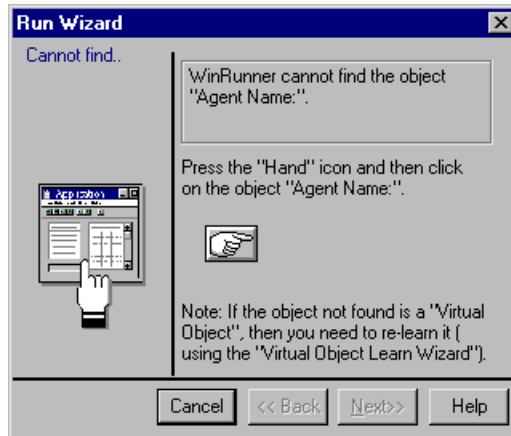 Run Wizard
Cannot find..
WinRunner cannot find the object
"Agent Name:".
Press the "Hand" icon and then click
on the object "Agent Name:".
Application
Note: If the object not found is a "Virtual
Object", then you need to re-learn it (
using the "Virtual Object Learn Wizard").
Cancel
<< Back
Next>>
Help